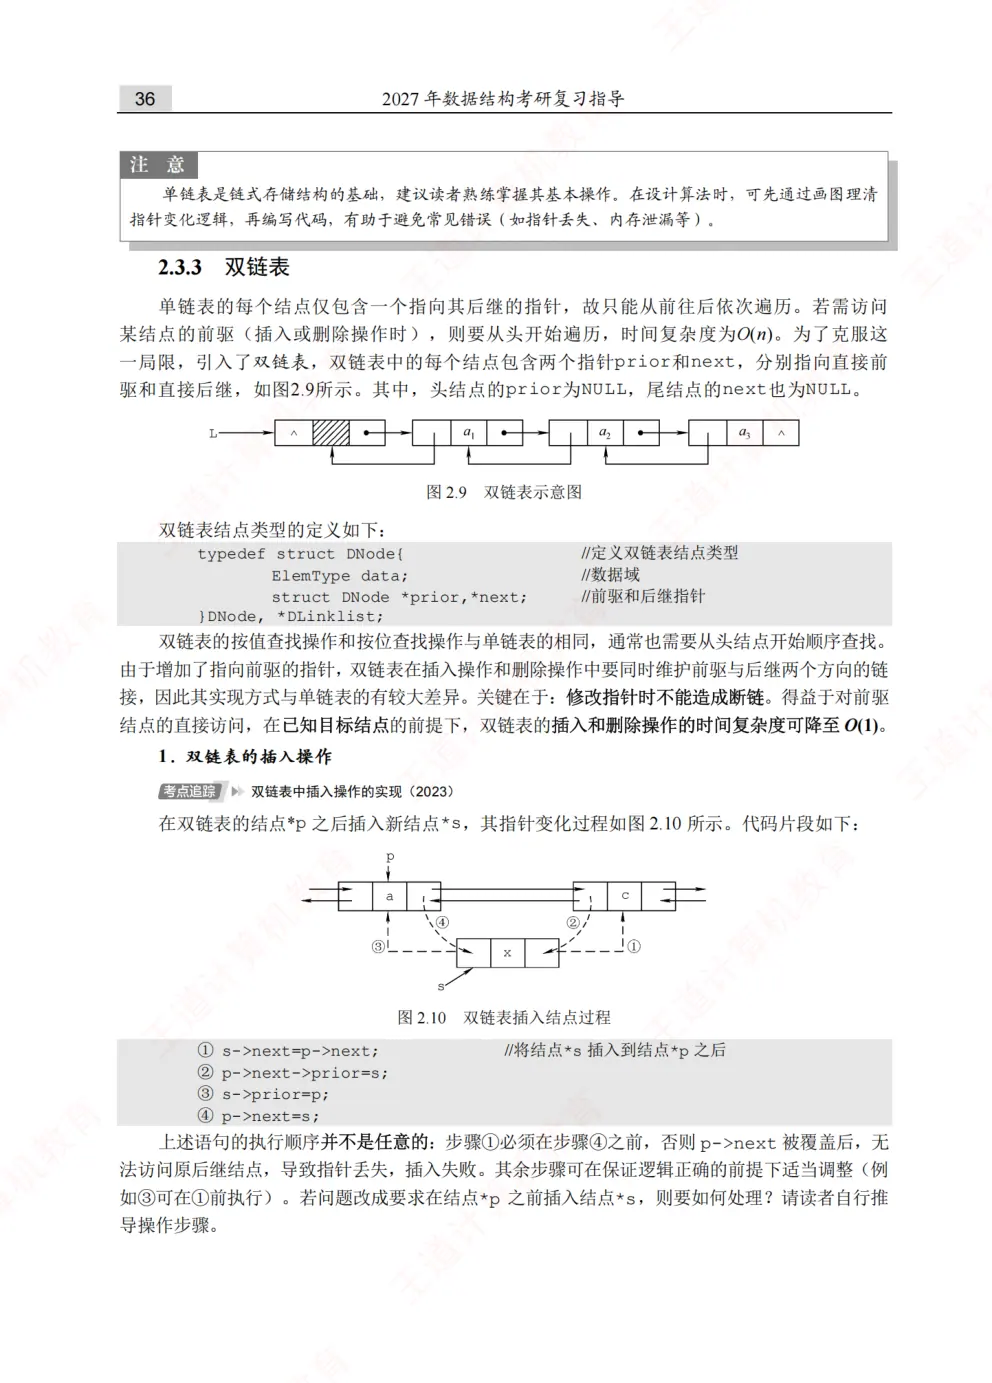 36
2027 年数据结构考研复习指导
注 意
单链表是链式存储结构的基础，建议读者熟练掌握其基本操作。在设计算法时，可先通过画图理清
指针变化逻辑，再编写代码，有助于避免常见错误（如指针丢失、内存泄漏等）。
2.3.3 双链表
单链表的每个结点仅包含一个指向其后继的指针，故只能从前往后依次遍历。若需访问
某结点的前驱（插入或删除操作时），则要从头开始遍历，时间复杂度为O(n)。为了克服这
一局限，引入了双链表，双链表中的每个结点包含两个指针prior和next，分别指向直接前
驱和直接后继，如图2.9所示。其中，头结点的prior为NULL，尾结点的next也为NULL。
L ∧ a₁ a₂ a₃ ∧
图 2.9 双链表示意图
双链表结点类型的定义如下：
typedef struct DNode{ //定义双链表结点类型
ElemType data; //数据域
struct DNode *prior,*next; //前驱和后继指针
}DNode, *DLinklist;
双链表的按值查找操作和按位查找操作与单链表的相同，通常也需要从头结点开始顺序查找。
由于增加了指向前驱的指针，双链表在插入操作和删除操作中要同时维护前驱与后继两个方向的链
接，因此其实现方式与单链表的有较大差异。关键在于：修改指针时不能造成断链。得益于对前驱
结点的直接访问，在已知目标结点的前提下，双链表的插入和删除操作的时间复杂度可降至 O(1)。
1．双链表的插入操作
考点追踪 双链表中插入操作的实现（2023）
在双链表的结点*p 之后插入新结点*s，其指针变化过程如图 2.10 所示。代码片段如下：
p
a c
④ ②
③ x ①
s
图 2.10 双链表插入结点过程
① s->next=p->next; //将结点*s 插入到结点*p 之后
② p->next->prior=s;
③ s->prior=p;
④ p->next=s;
上述语句的执行顺序并不是任意的：步骤①必须在步骤④之前，否则 p->next 被覆盖后，无
法访问原后继结点，导致指针丢失，插入失败。其余步骤可在保证逻辑正确的前提下适当调整（例
如③可在①前执行）。若问题改成要求在结点*p 之前插入结点*s，则要如何处理？请读者自行推
导操作步骤。
王道计算机教育